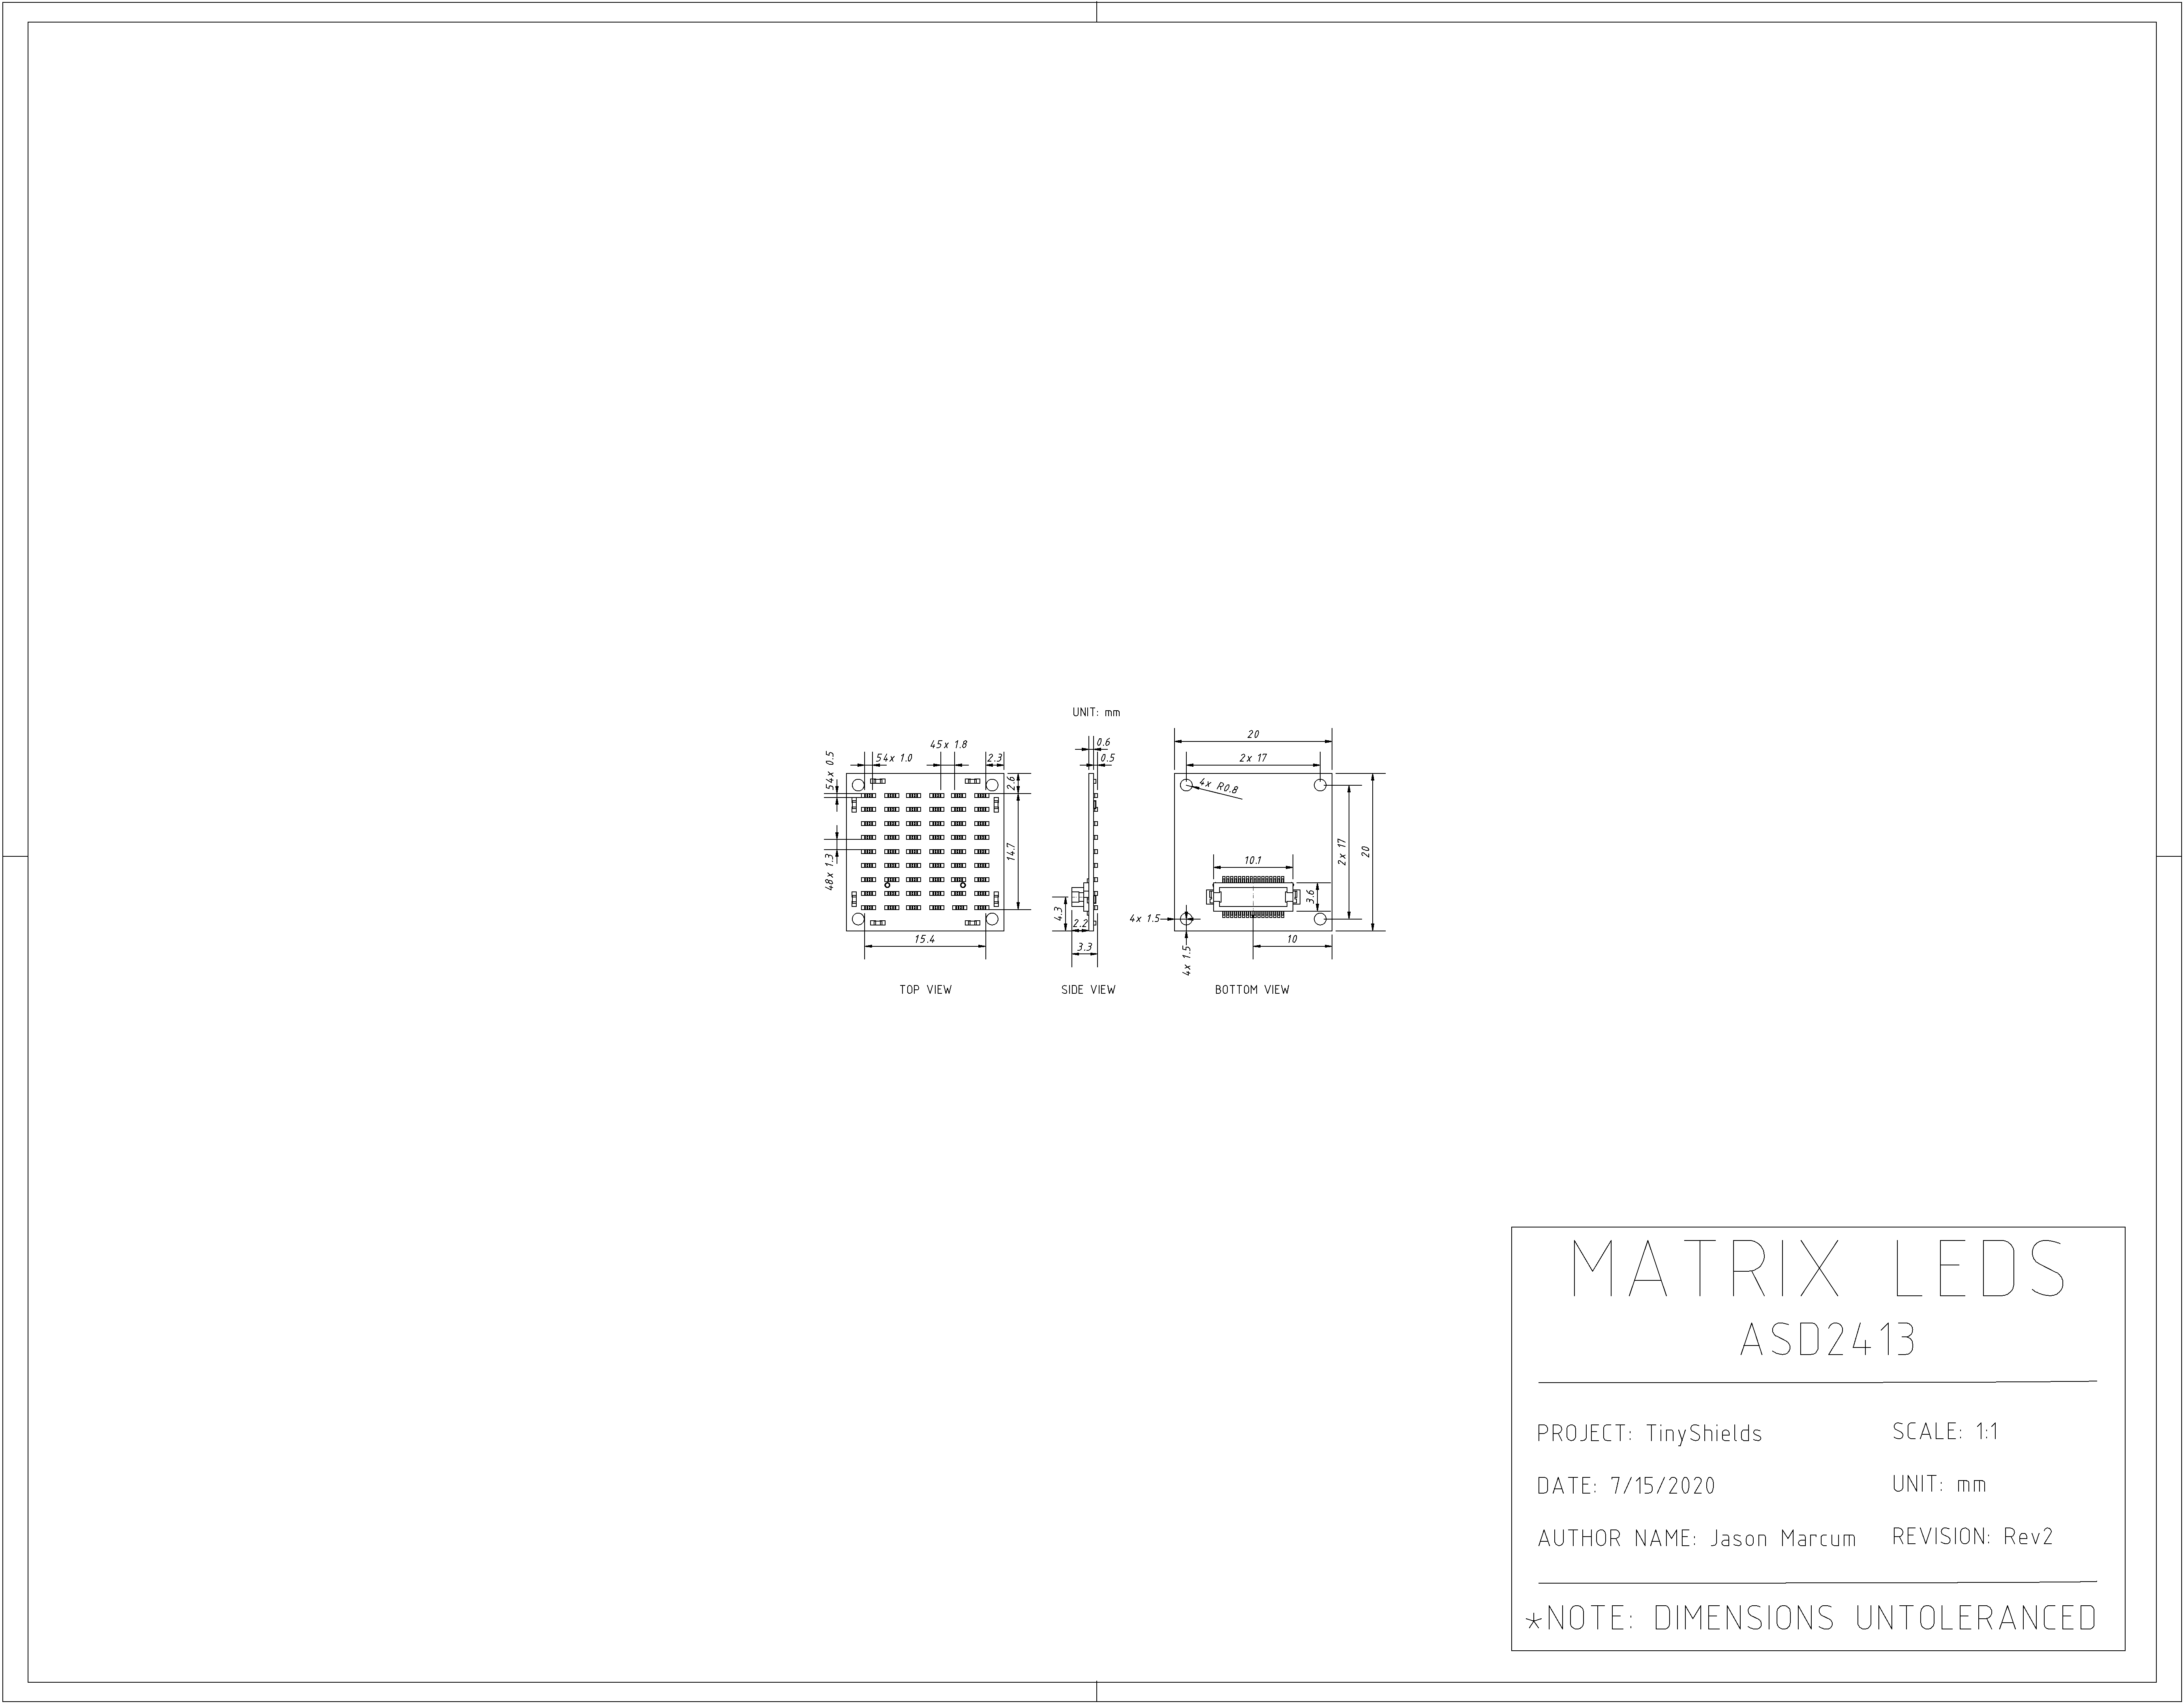 UNIT: mm
54x 0.5
54x 1.0
45x 1.8
2.3
2.6
14.7
48x 1.3
15.4
TOP VIEW
0.6
0.5
4.3
2.2
3.3
SIDE VIEW
20
2x 17
4x R0.8
10.1
3.6
2x 17
20
4x 1.5
4x 1.5
10
BOTTOM VIEW
MATRIX LEDS
ASD2413
PROJECT: TinyShields SCALE: 1:1
DATE: 7/15/2020 UNIT: mm
AUTHOR NAME: Jason Marcum REVISION: Rev2
*NOTE: DIMENSIONS UNTOLERANCED